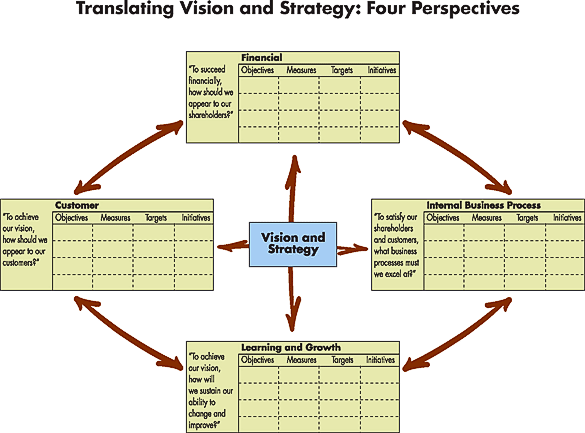 Translating Vision and Strategy: Four Perspectives
Financial
"To succeed
financially,
how should we
appear to our
shareholders?"
Objectives Measures Targets Initiatives
Customer
"To achieve
our vision,
how should we
appear to our
customers?"
Objectives Measures Targets Initiatives
Vision and
Strategy
Internal Business Process
"To satisfy our
shareholders
and customers,
what business
processes must
we excel at?"
Objectives Measures Targets Initiatives
Learning and Growth
"To achieve
our vision,
how will
we sustain our
ability to
change and
improve?"
Objectives Measures Targets Initiatives